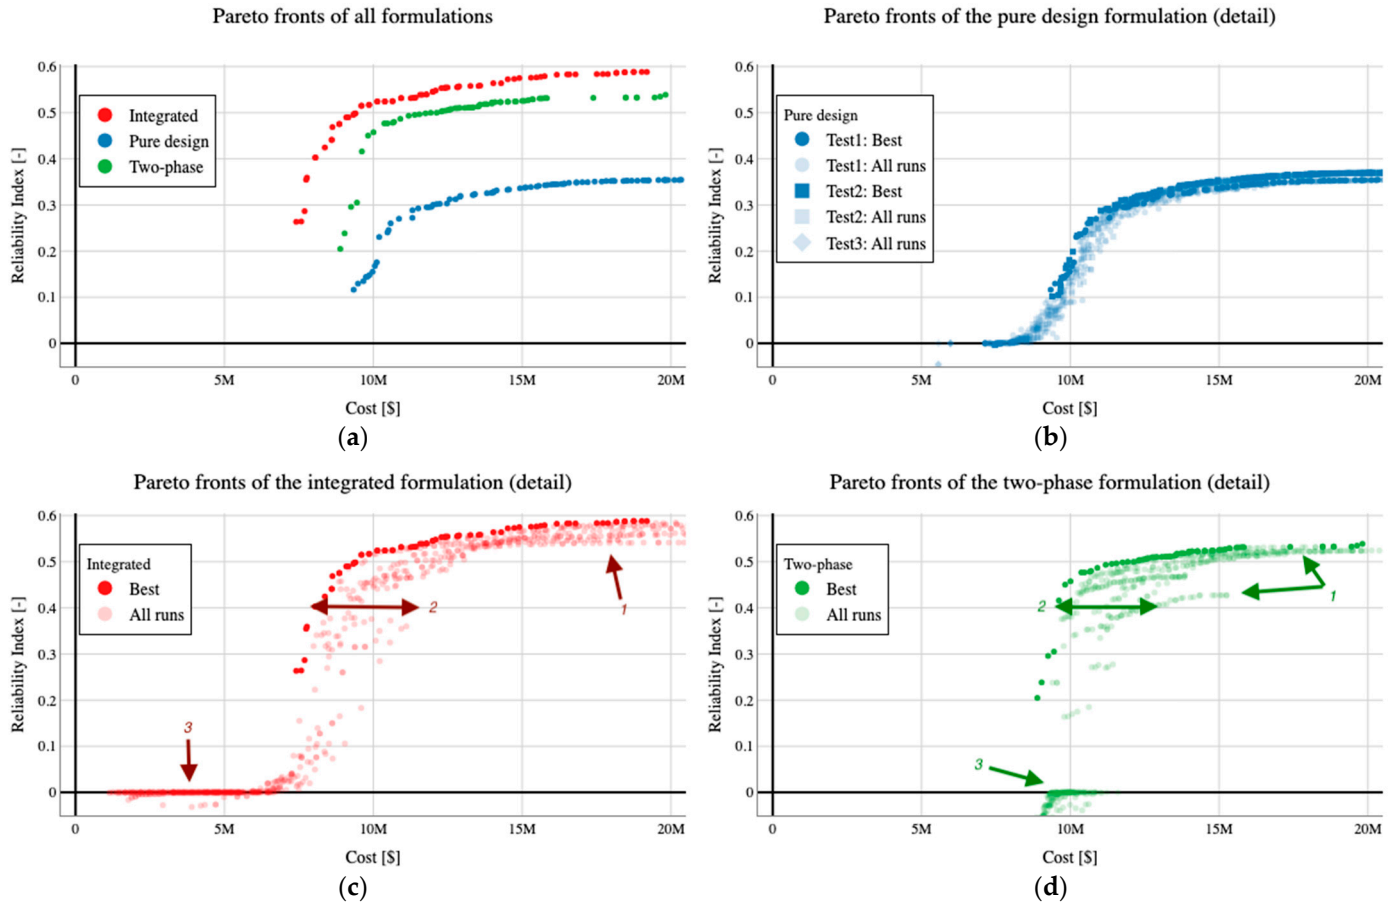 Pareto fronts of all formulations
Reliability Index [-]
0.6
0.5
0.4
0.3
0.2
0.1
0
Integrated
Pure design
Two-phase
0
5M
10M
15M
20M
Cost [$]
(a)
Pareto fronts of the pure design formulation (detail)
Reliability Index [-]
0.6
0.5
0.4
0.3
0.2
0.1
0
Pure design
Test1: Best
Test1: All runs
Test2: Best
Test2: All runs
Test3: All runs
0
5M
10M
15M
20M
Cost [$]
(b)
Pareto fronts of the integrated formulation (detail)
Reliability Index [-]
0.6
0.5
0.4
0.3
0.2
0.1
0
Integrated
Best
All runs
2
1
3
0
5M
10M
15M
20M
Cost [$]
(c)
Pareto fronts of the two-phase formulation (detail)
Reliability Index [-]
0.6
0.5
0.4
0.3
0.2
0.1
0
Two-phase
Best
All runs
2
1
3
0
5M
10M
15M
20M
Cost [$]
(d)